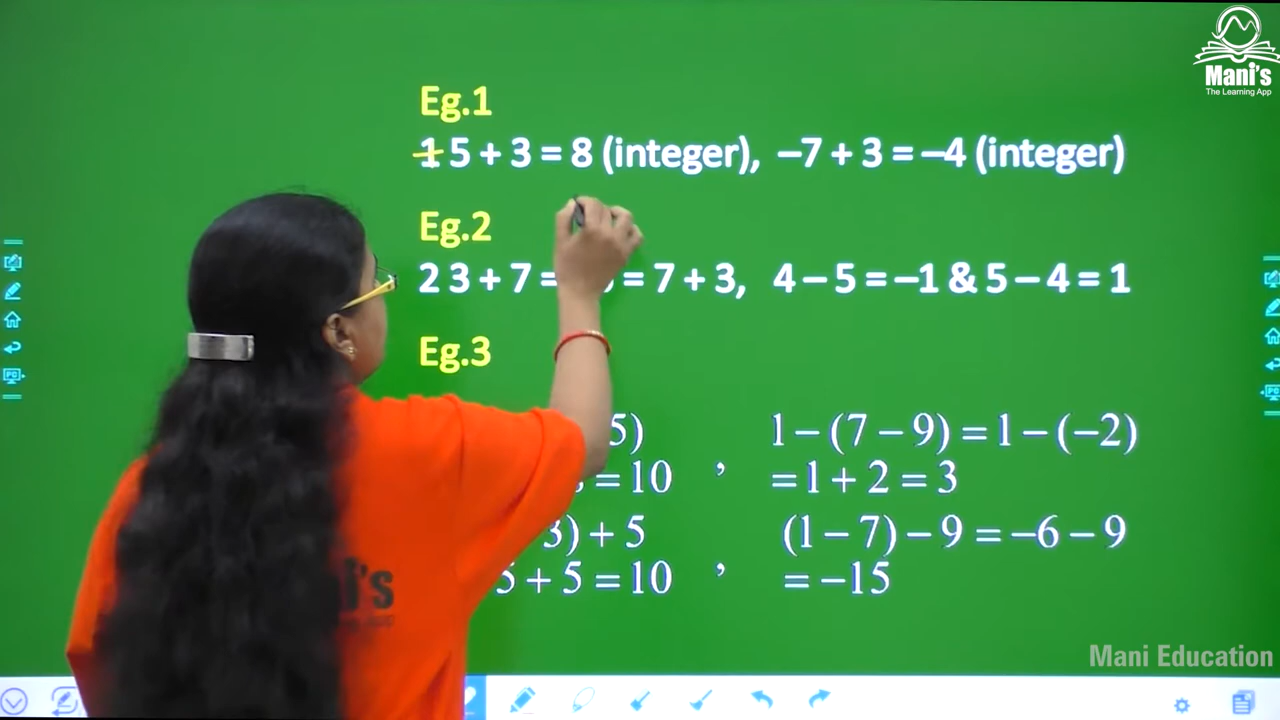 Mani's
The Learning App
Eg.1
1 5 + 3 = 8 (integer), –7 + 3 = –4 (integer)
Eg.2
2 3 + 7 = = 7 + 3, 4 – 5 = –1 & 5 – 4 = 1
Eg.3
5) 1 – (7 – 9) = 1 – (–2)
= 10 , = 1 + 2 = 3
3) + 5 (1 – 7) – 9 = –6 – 9
5 + 5 = 10 , = –15
Mani Education